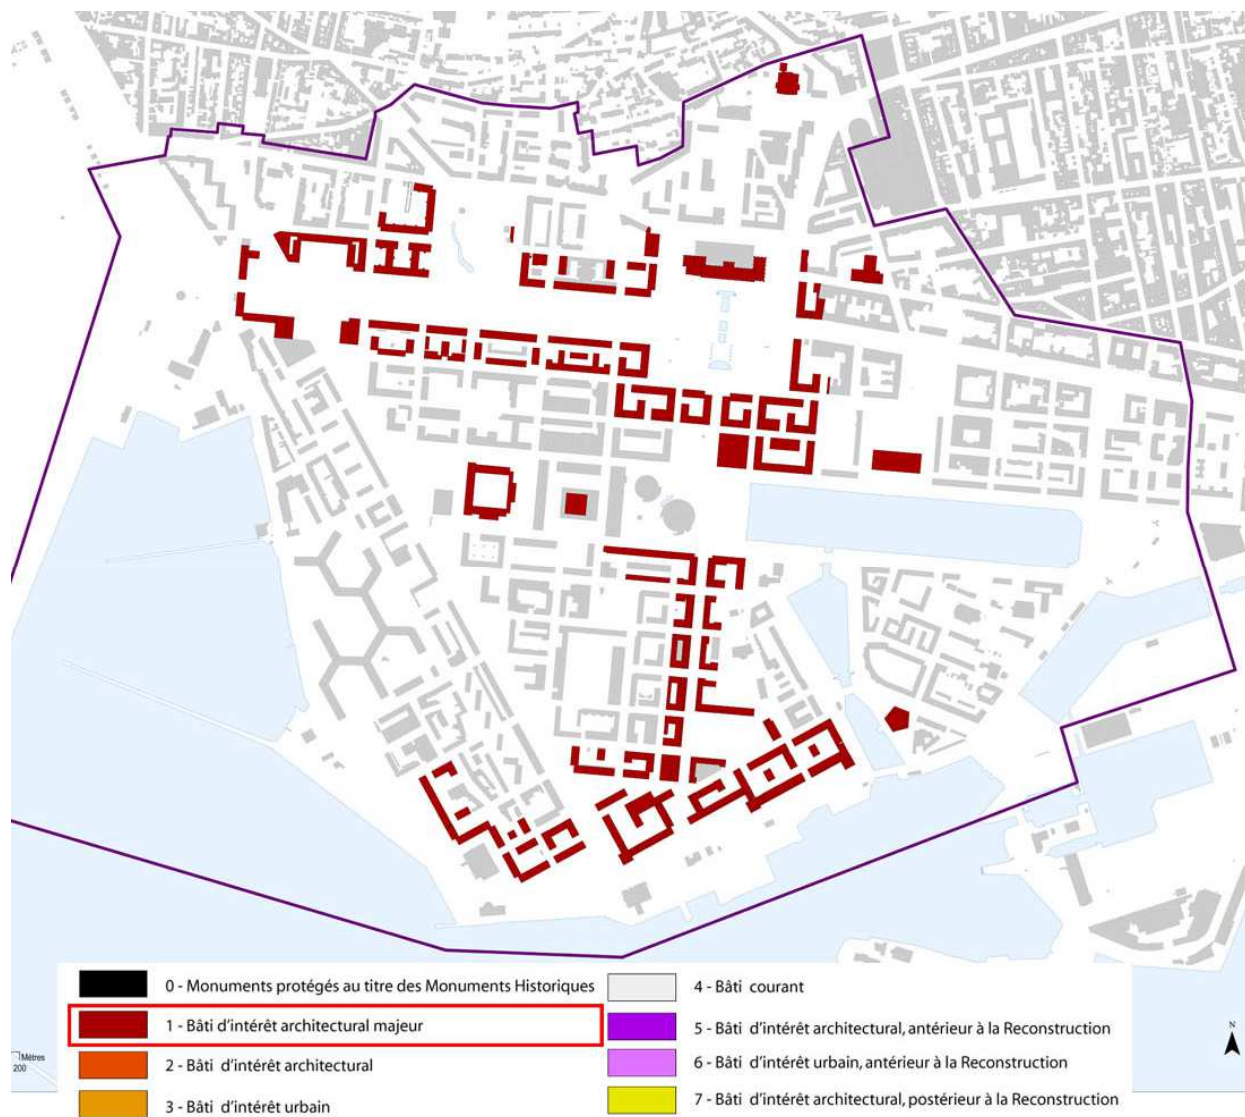 0 - Monuments protégés au titre des Monuments Historiques
1 - Bâti d'intérêt architectural majeur
2 - Bâti d'intérêt architectural
3 - Bâti d'intérêt urbain
4 - Bâti courant
5 - Bâti d'intérêt architectural, antérieur à la Reconstruction
6 - Bâti d'intérêt urbain, antérieur à la Reconstruction
7 - Bâti d'intérêt architectural, postérieur à la Reconstruction
Mètres
200
N